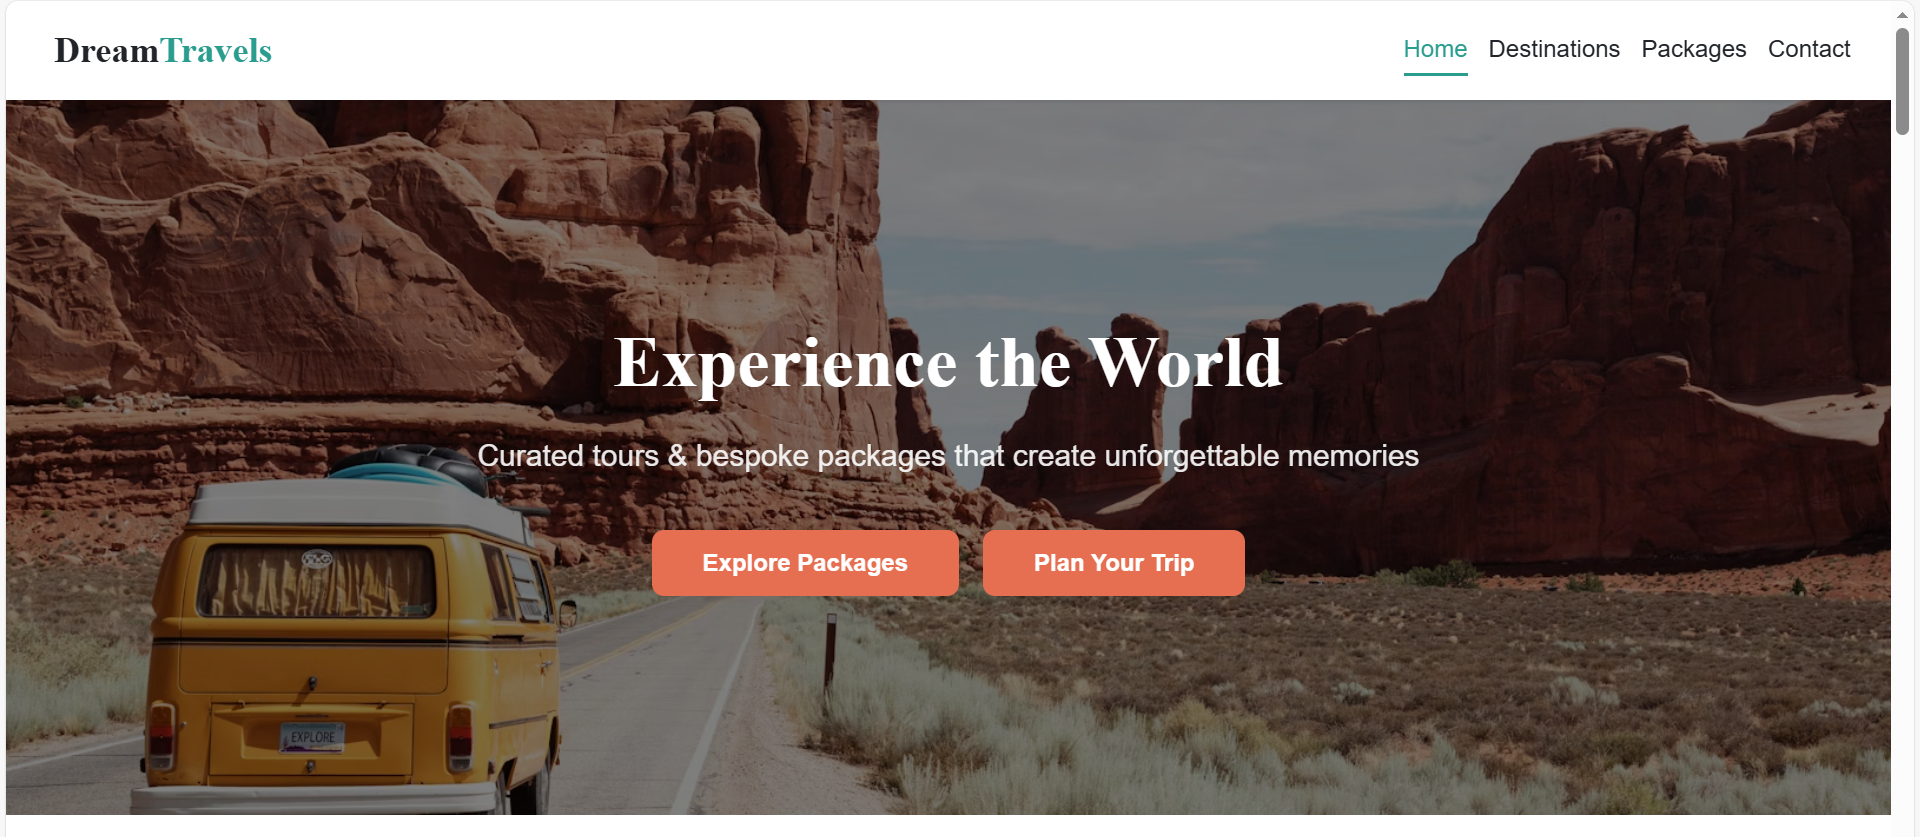 DreamTravels
Home Destinations Packages Contact
Experience the World
Curated tours & bespoke packages that create unforgettable memories
Explore Packages Plan Your Trip
EXPLORE